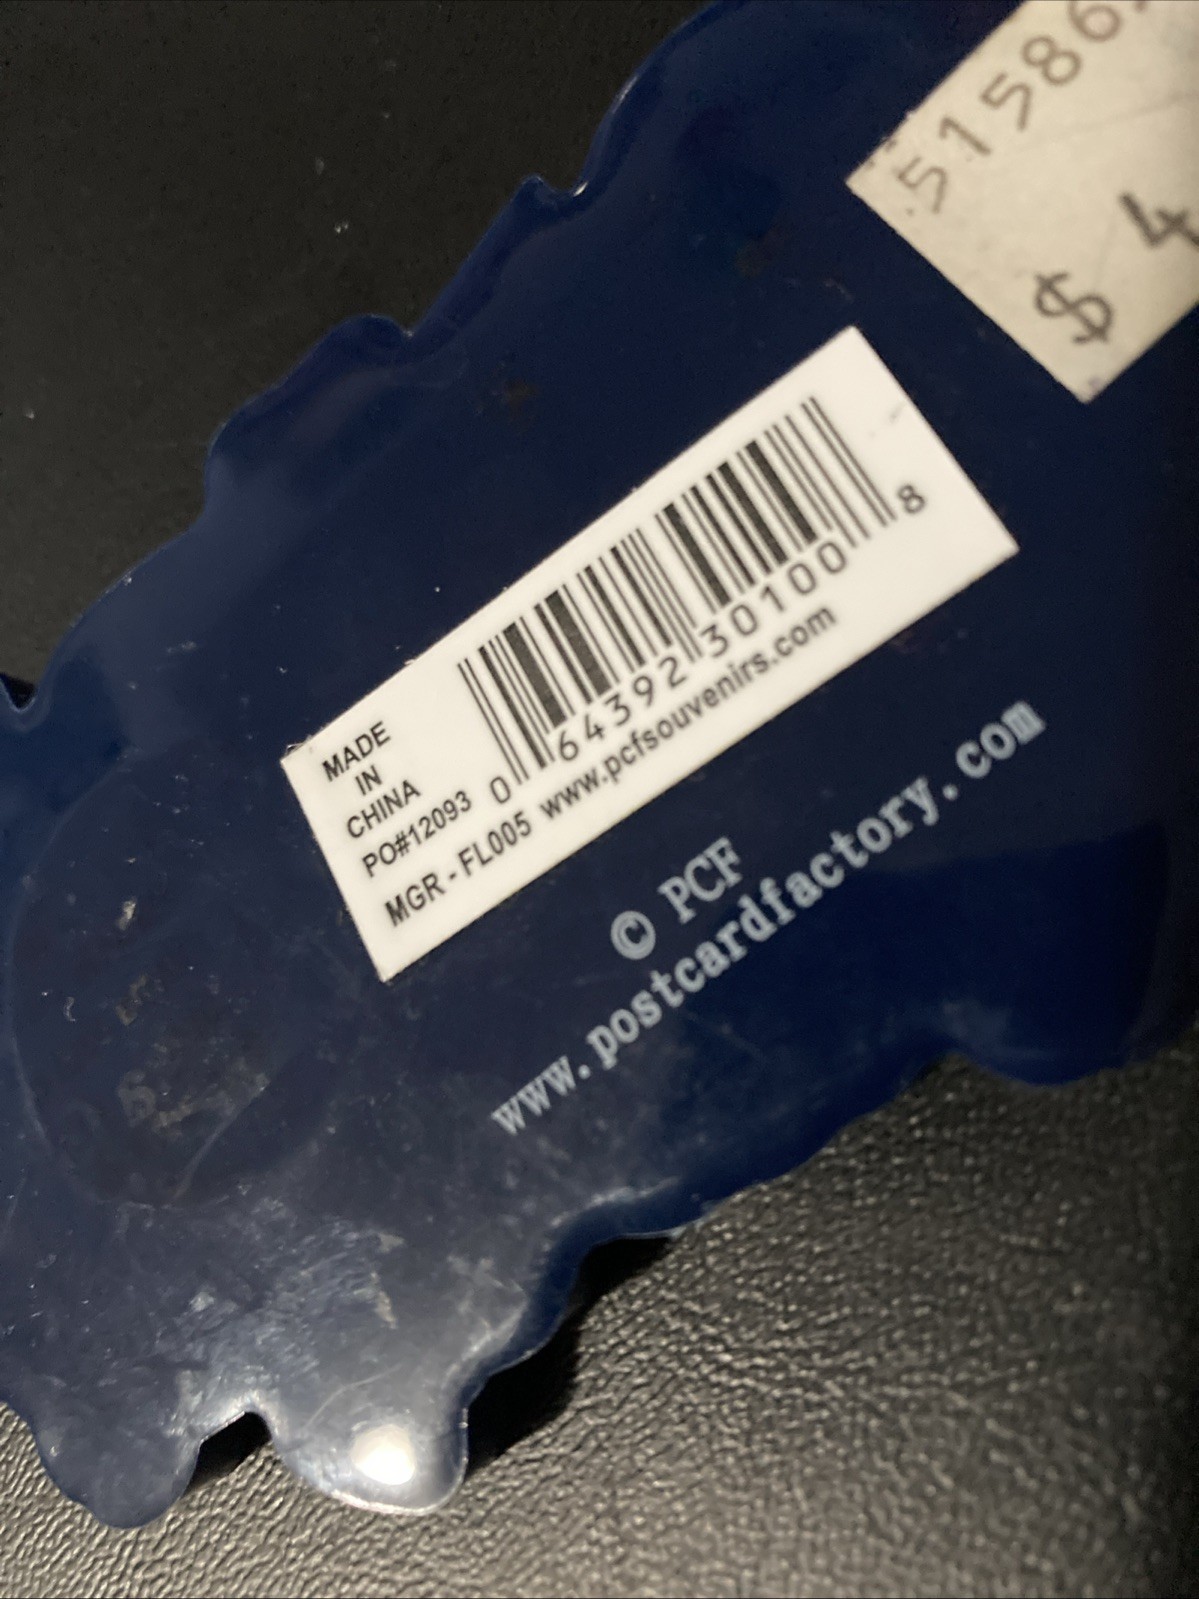 51586
$ 4
0 64392 30100 8
MADE
IN
CHINA
PO#12093
MGR-FL005 www.pcfsouvenirs.com
© PCF
www.postcardfactory.com